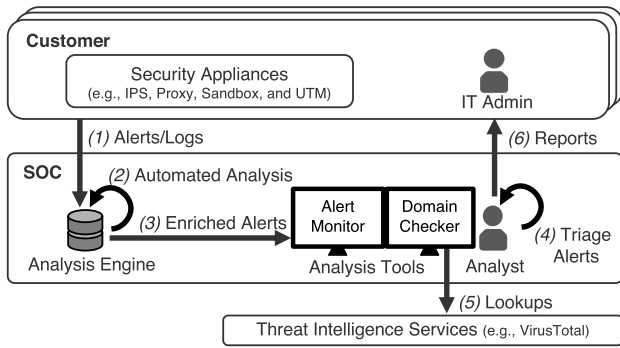 Customer
Security Appliances
(e.g., IPS, Proxy, Sandbox, and UTM)
IT Admin
(1) Alerts/Logs
(6) Reports
SOC
(2) Automated Analysis
(3) Enriched Alerts
Alert
Monitor
Domain
Checker
(4) Triage
Alerts
Analysis Engine
Analysis Tools
Analyst
(5) Lookups
Threat Intelligence Services (e.g., VirusTotal)